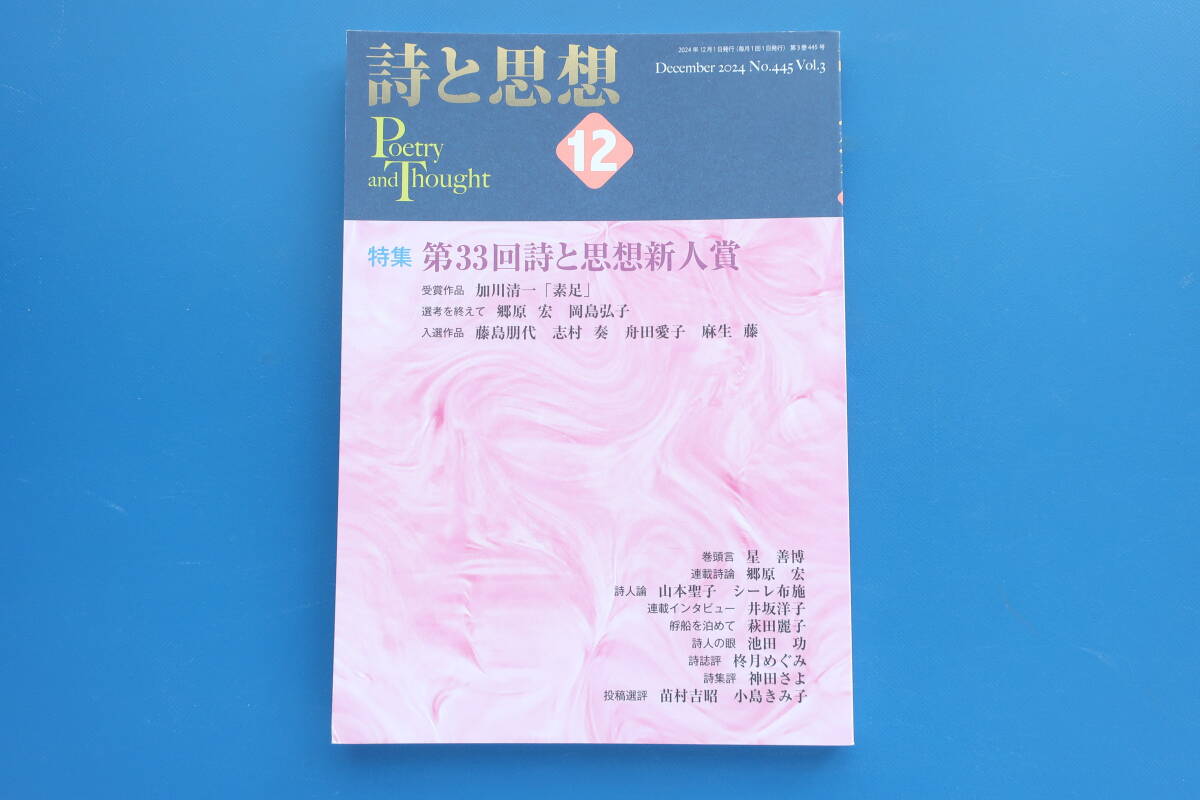 2024年12月1日発行(毎月1回1日発行) 第3巻445号
詩と思想
December 2024 No.445 Vol.3
Poetry
and Thought
12
特集 第33回詩と思想新人賞
受賞作品 加川清一「素足」
選考を終えて 郷原 宏 岡島弘子
入選作品 藤島朋代 志村 奏 舟田愛子 麻生 藤
巻頭言 星 善博
連載詩論 郷原 宏
詩人論 山本聖子 シーレ布施
連載インタビュー 井坂洋子
艀船を泊めて 萩田麗子
詩人の眼 池田 功
詩誌評 柊月めぐみ
詩集評 神田さよ
投稿選評 苗村吉昭 小島きみ子